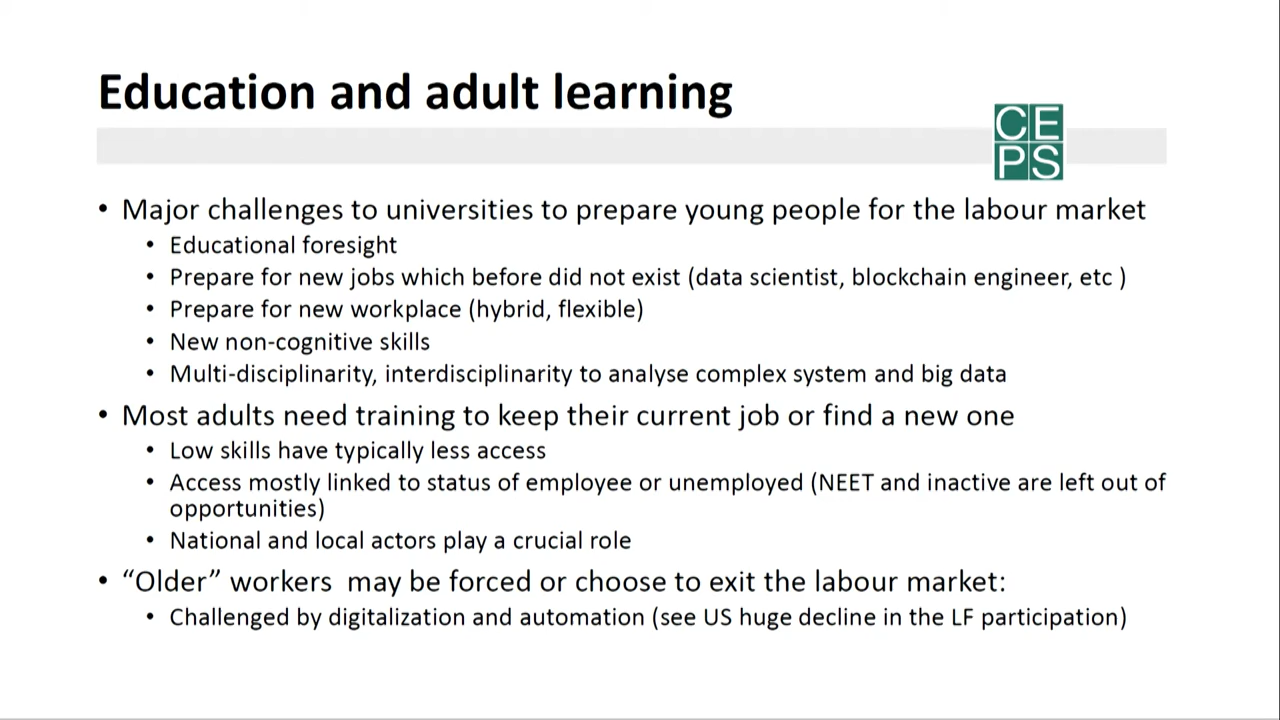 Education and adult learning
CE
PS
• Major challenges to universities to prepare young people for the labour market
• Educational foresight
• Prepare for new jobs which before did not exist (data scientist, blockchain engineer, etc )
• Prepare for new workplace (hybrid, flexible)
• New non-cognitive skills
• Multi-disciplinarity, interdisciplinarity to analyse complex system and big data
• Most adults need training to keep their current job or find a new one
• Low skills have typically less access
• Access mostly linked to status of employee or unemployed (NEET and inactive are left out of
opportunities)
• National and local actors play a crucial role
• “Older” workers  may be forced or choose to exit the labour market:
• Challenged by digitalization and automation (see US huge decline in the LF participation)